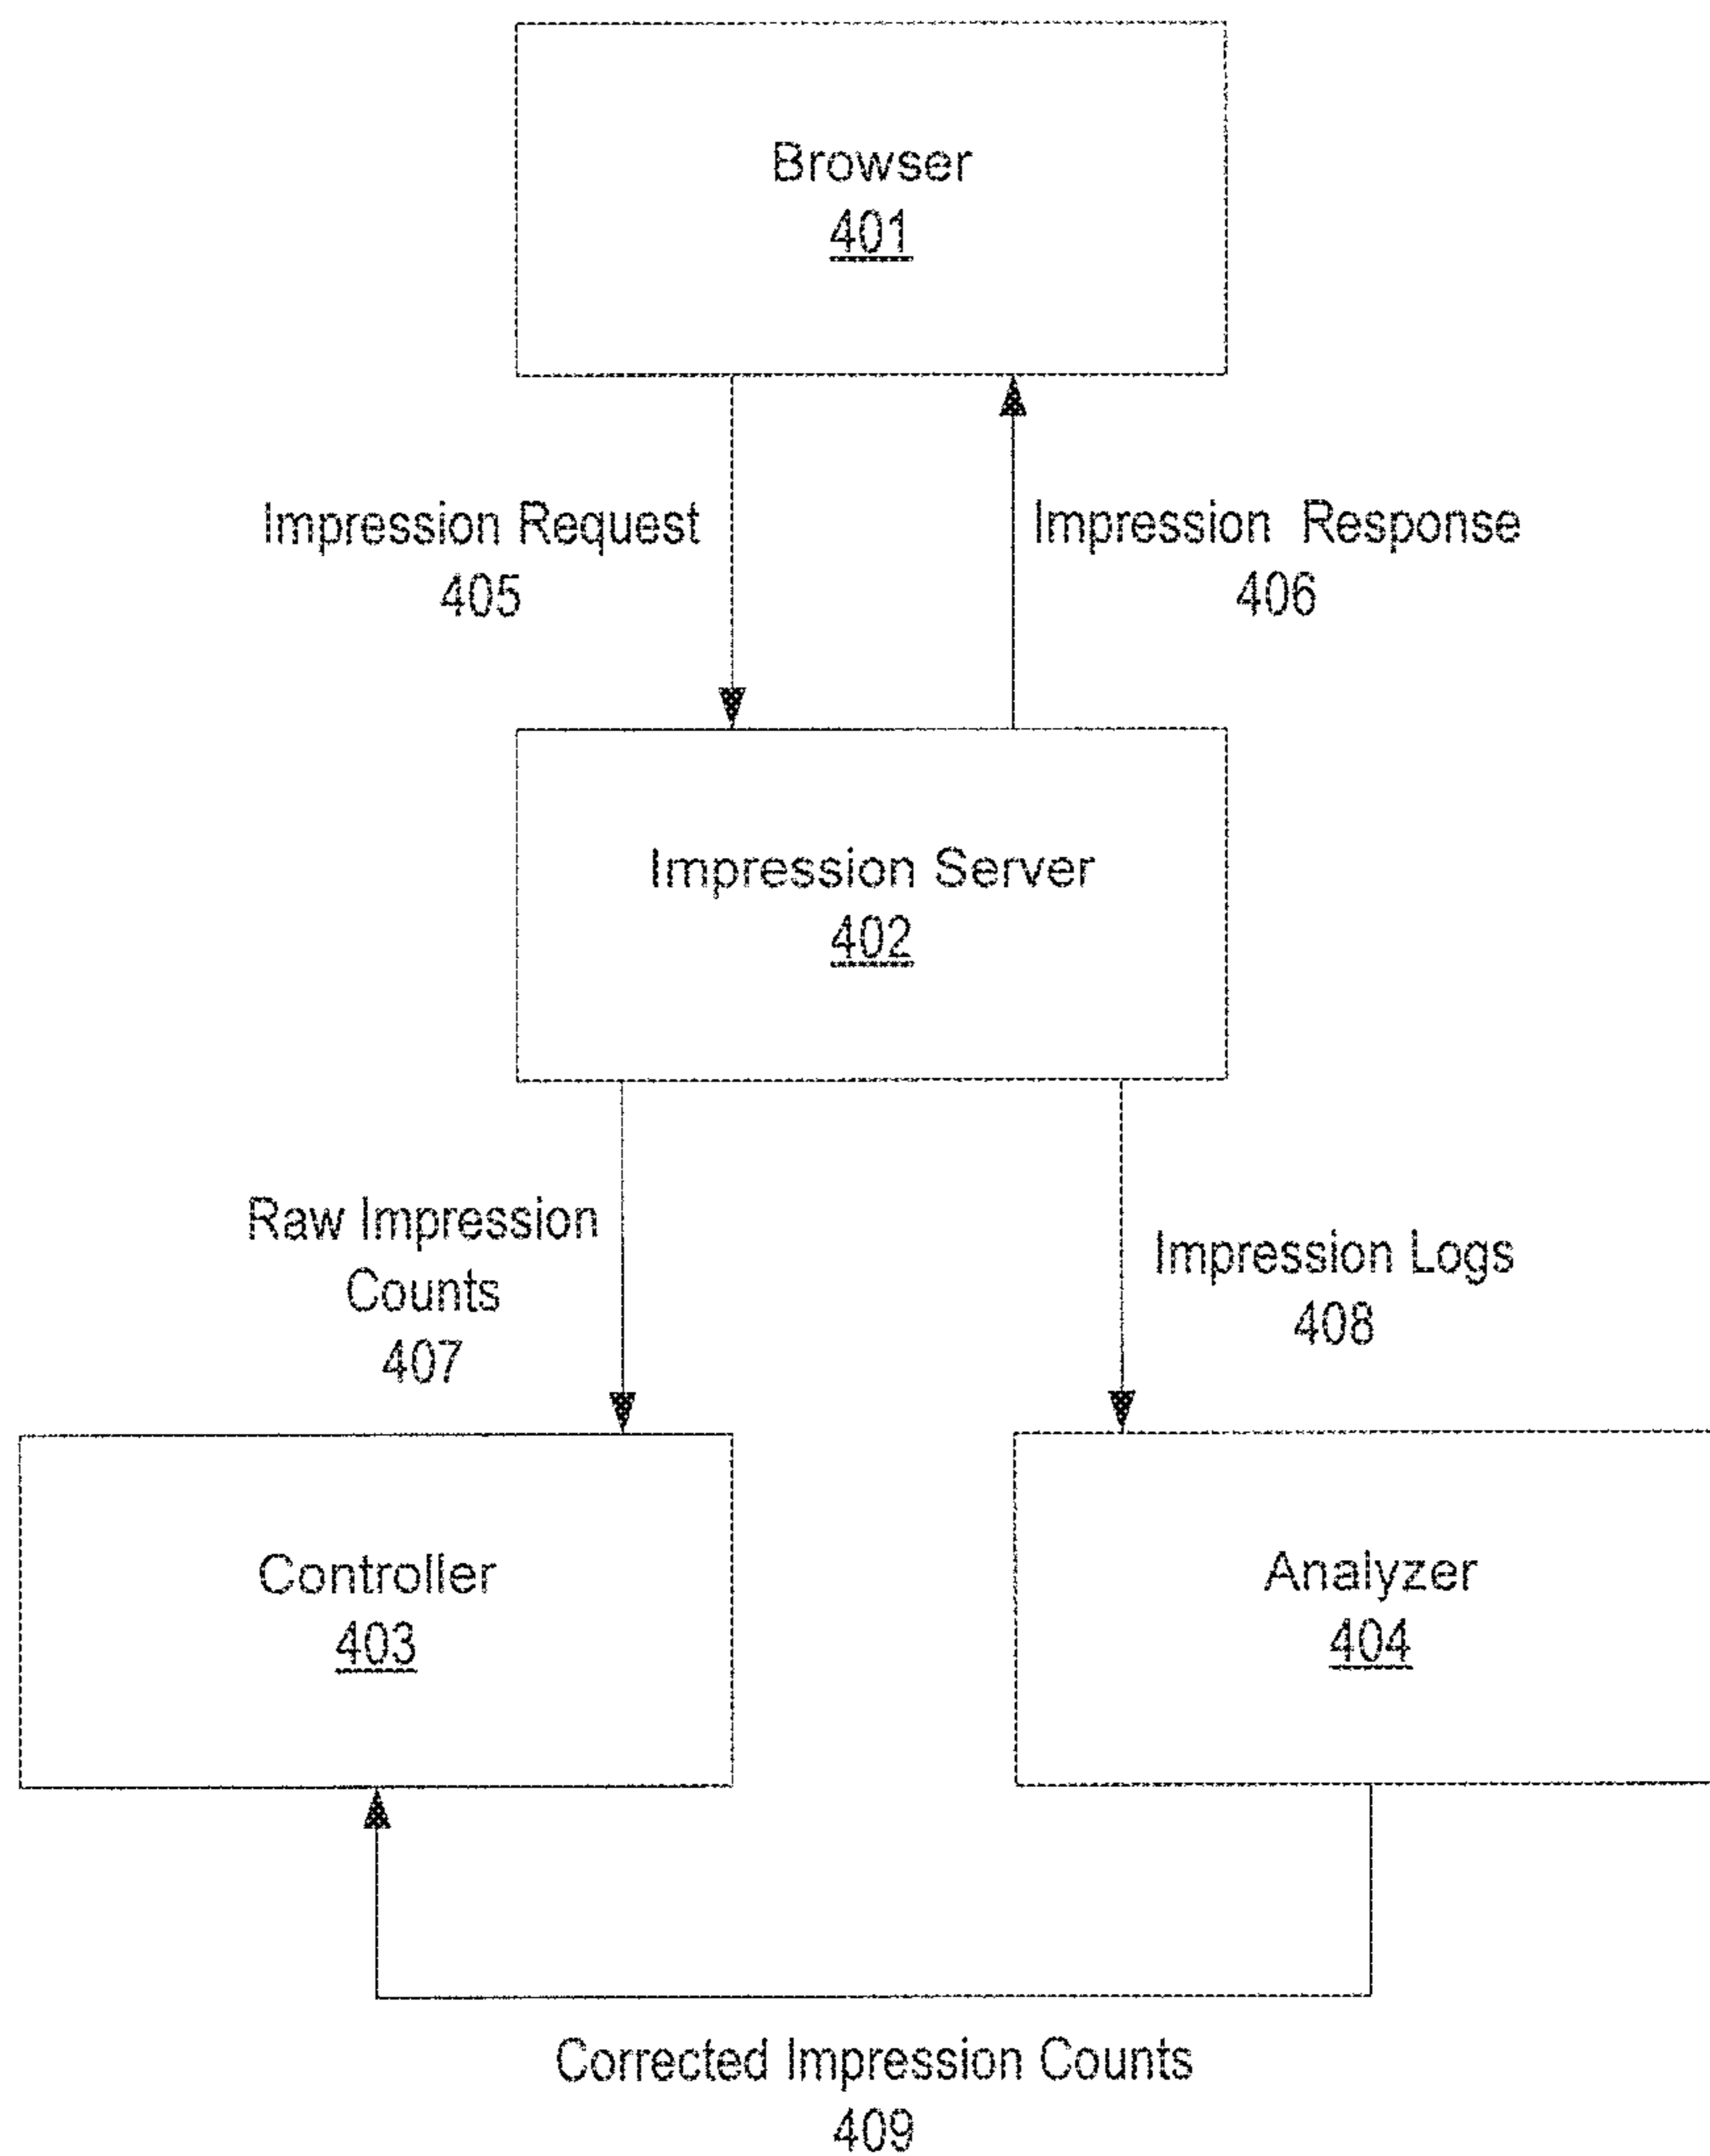 Browser
401
Impression Request
405
Impression Response
406
Impression Server
402
Raw Impression
Counts
407
Impression Logs
408
Controller
403
Analyzer
404
Corrected Impression Counts
409